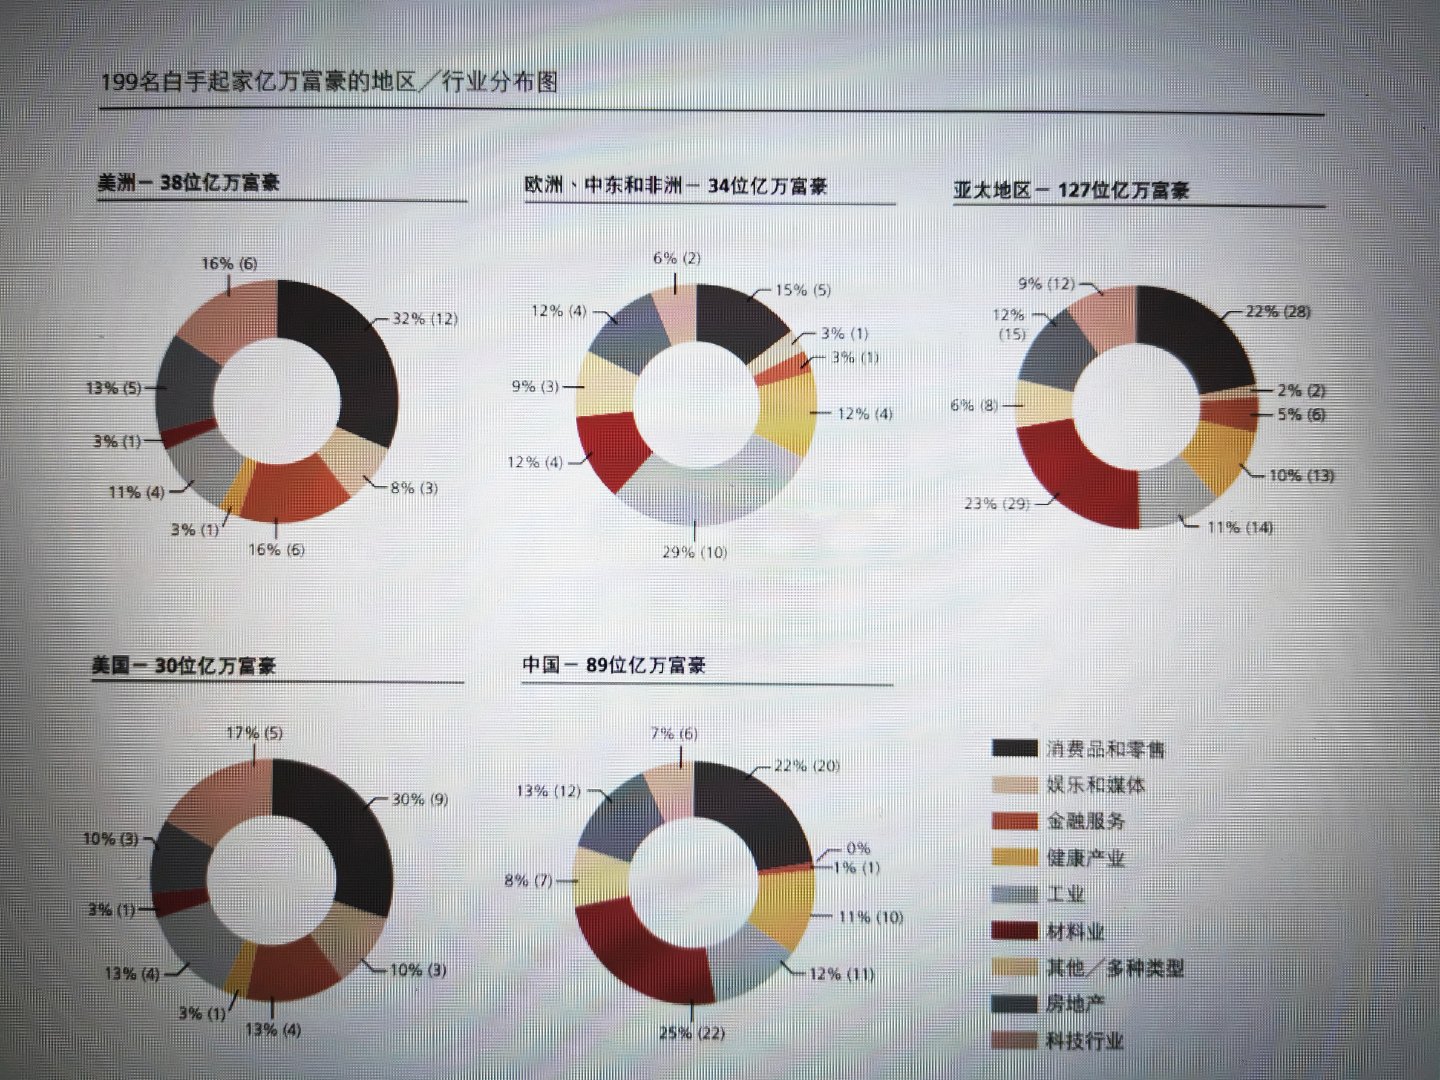 199名白手起家亿万富豪的地区／行业分布图
美洲－ 38位亿万富豪
16% (6)
32% (12)
13% (5)
3% (1)
11% (4)
8% (3)
3% (1)
16% (6)
欧洲、中东和非洲－ 34位亿万富豪
6% (2)
15% (5)
12% (4)
3% (1)
3% (1)
9% (3)
12% (4)
12% (4)
29% (10)
亚太地区－ 127位亿万富豪
9% (12)
22% (28)
12%
(15)
2% (2)
6% (8)
5% (6)
10% (13)
23% (29)
11% (14)
美国－ 30位亿万富豪
17% (5)
30% (9)
10% (3)
3% (1)
13% (4)
10% (3)
3% (1)
13% (4)
中国－ 89位亿万富豪
7% (6)
22% (20)
13% (12)
0%
1% (1)
8% (7)
11% (10)
12% (11)
25% (22)
消费品和零售
娱乐和媒体
金融服务
健康产业
工业
材料业
其他／多种类型
房地产
科技行业